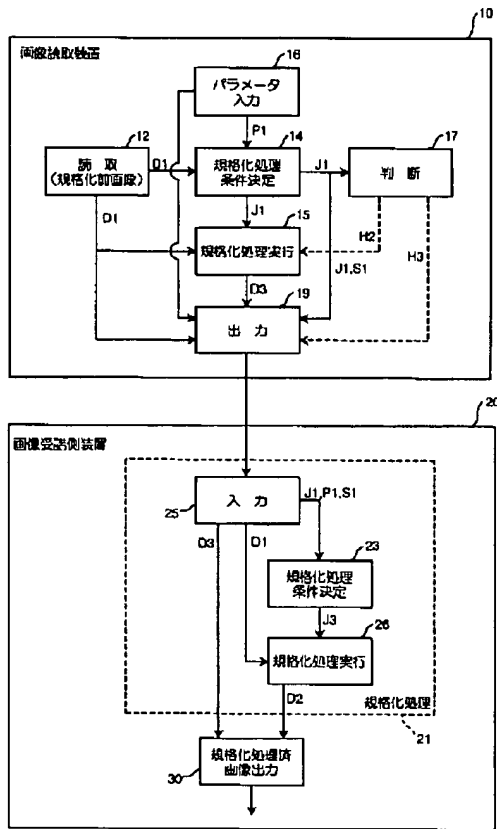 10
画像読取装置
16
パラメータ
入力
P1
12
読 取
(規格化前画像)
D1
14
規格化処理
条件決定
J1
17
判 断
D1
J1
15
規格化処理実行
H2
H3
J1,S1
D3
19
出 力
20
画像受信側装置
25
入 力
J1,P1,S1
D3
D1
23
規格化処理
条件決定
J3
26
規格化処理実行
D2
規格化処理
21
30
規格化処理済
画像出力